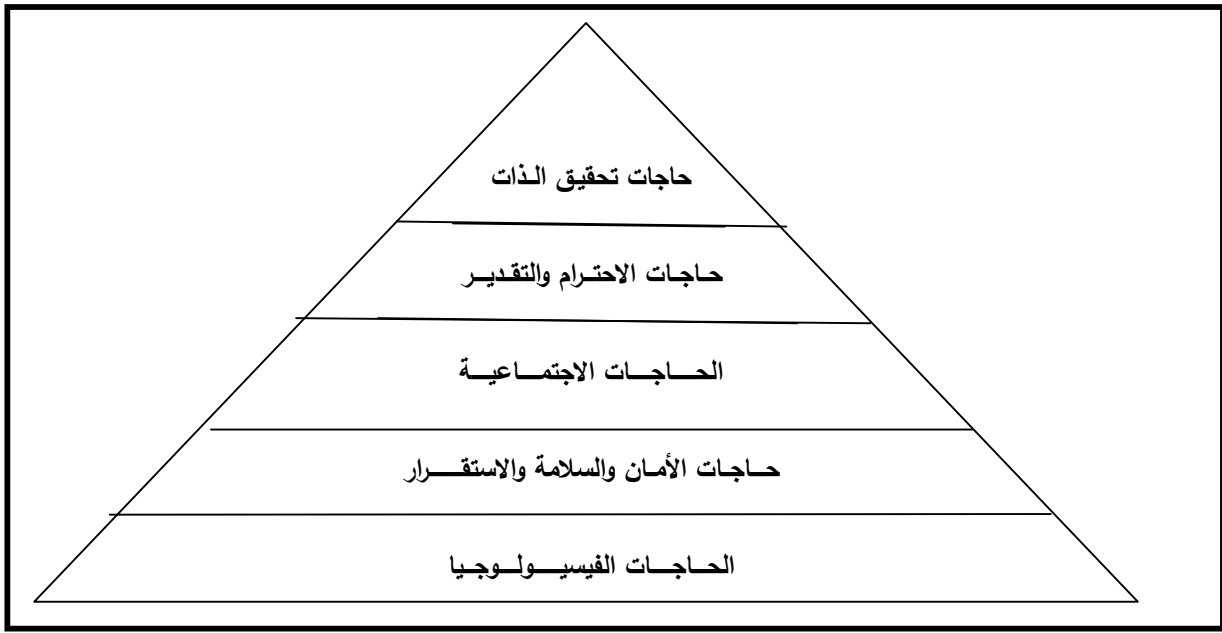 حاجات تحقيق الذات
حاجات الاحترام والتقدير
الحاجات الاجتماعية
حاجات الأمان والسلامة والاستقرار
الحاجات الفيسيولوجيا